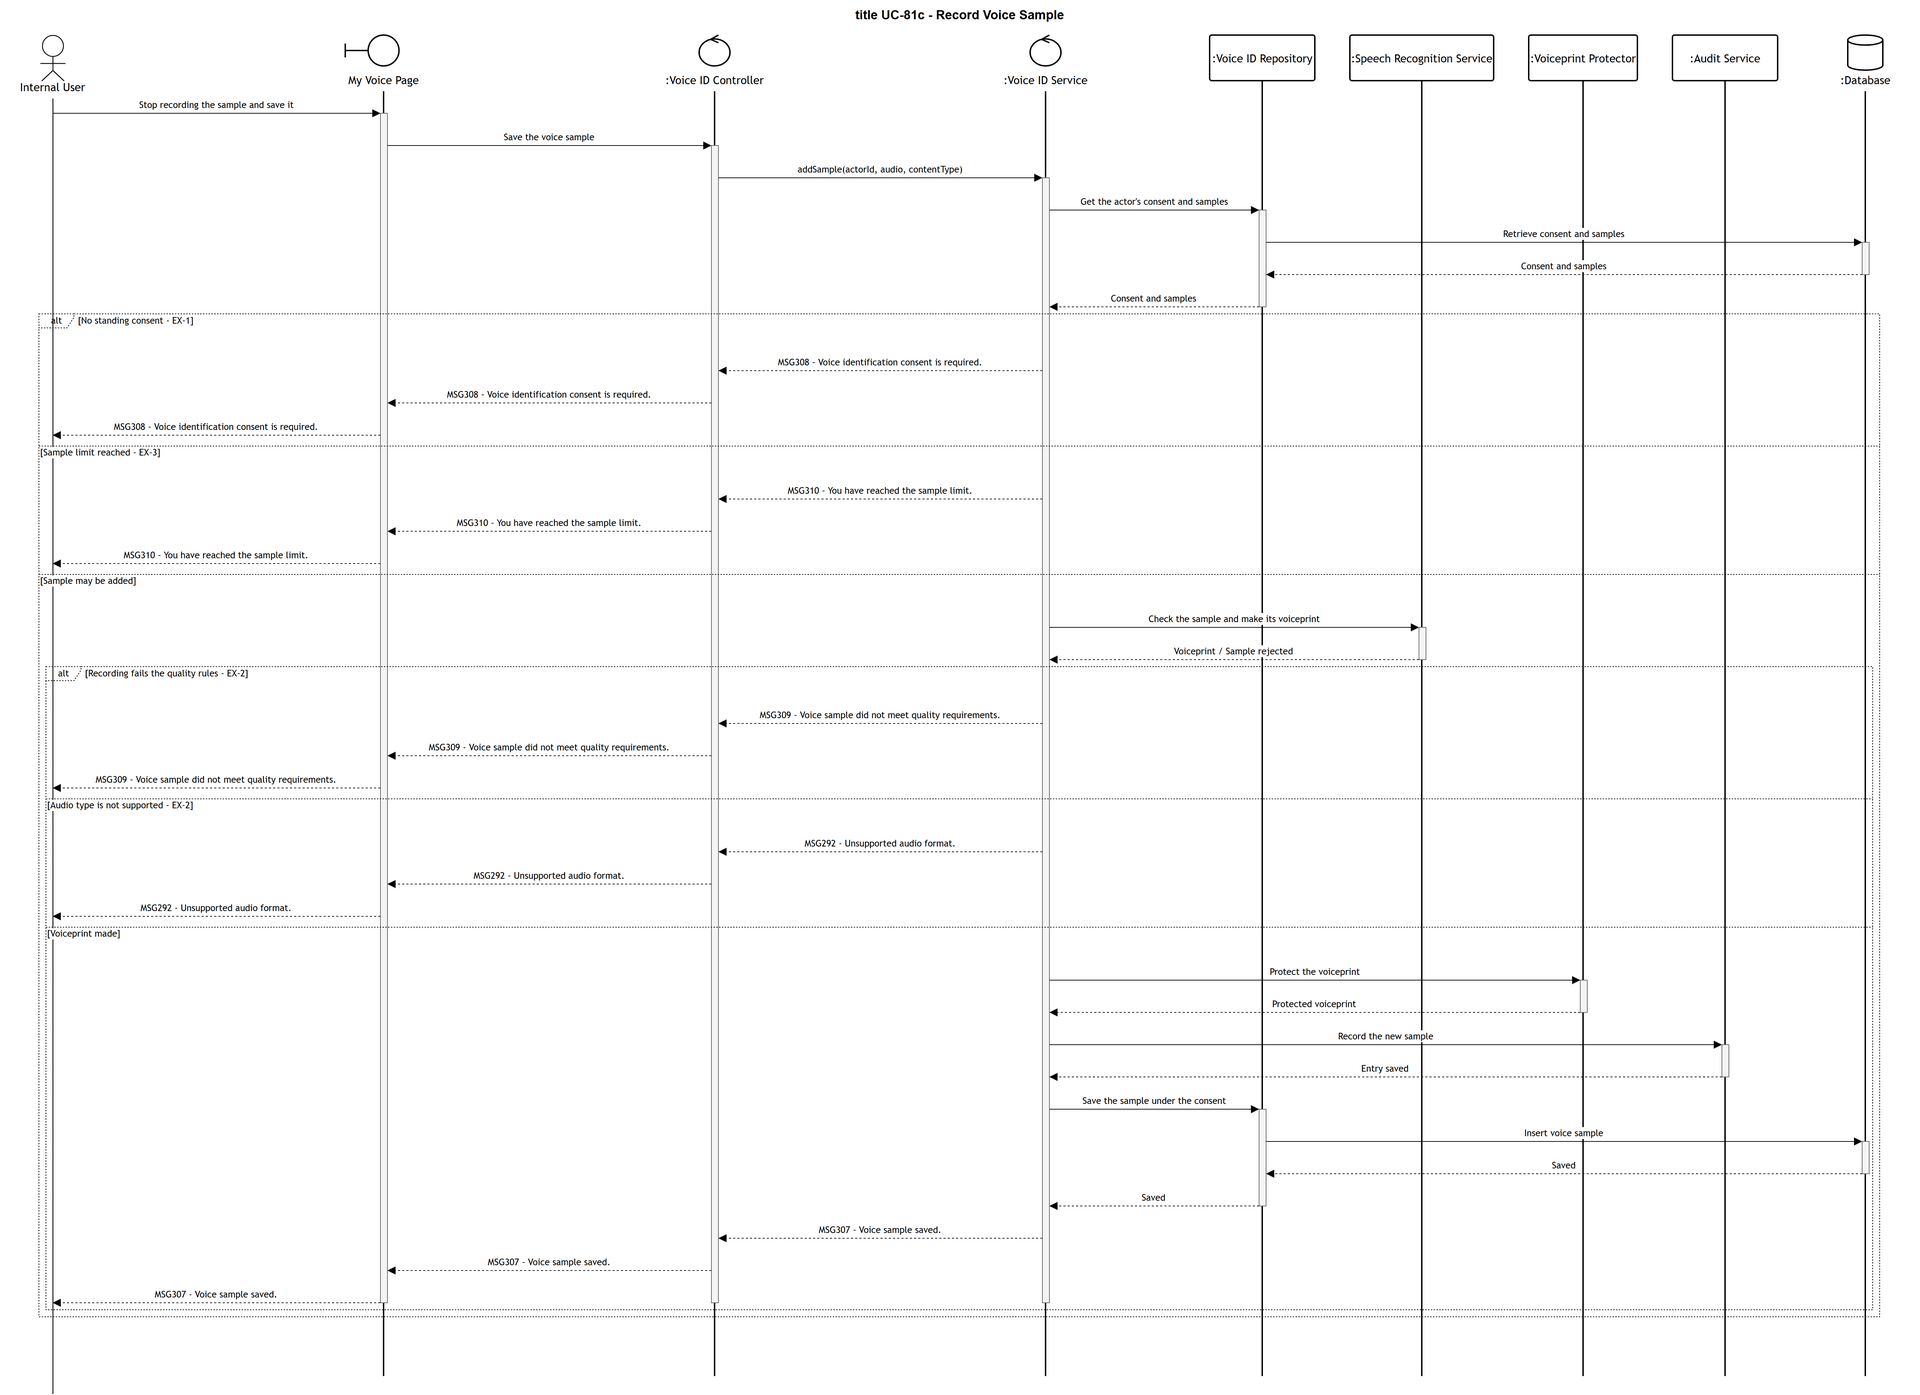 title UC-81c - Record Voice Sample
Internal User
My Voice Page
:Voice ID Controller
:Voice ID Service
:Voice ID Repository
:Speech Recognition Service
:Voiceprint Protector
:Audit Service
:Database
Stop recording the sample and save it
Save the voice sample
addSample(actorId, audio, contentType)
Get the actor's consent and samples
Retrieve consent and samples
Consent and samples
Consent and samples
alt [No standing consent - EX-1]
MSG308 - Voice identification consent is required.
MSG308 - Voice identification consent is required.
MSG308 - Voice identification consent is required.
[Sample limit reached - EX-3]
MSG310 - You have reached the sample limit.
MSG310 - You have reached the sample limit.
MSG310 - You have reached the sample limit.
[Sample may be added]
Check the sample and make its voiceprint
Voiceprint / Sample rejected
alt [Recording fails the quality rules - EX-2]
MSG309 - Voice sample did not meet quality requirements.
MSG309 - Voice sample did not meet quality requirements.
MSG309 - Voice sample did not meet quality requirements.
[Audio type is not supported - EX-2]
MSG292 - Unsupported audio format.
MSG292 - Unsupported audio format.
MSG292 - Unsupported audio format.
[Voiceprint made]
Protect the voiceprint
Protected voiceprint
Record the new sample
Entry saved
Save the sample under the consent
Insert voice sample
Saved
Saved
MSG307 - Voice sample saved.
MSG307 - Voice sample saved.
MSG307 - Voice sample saved.